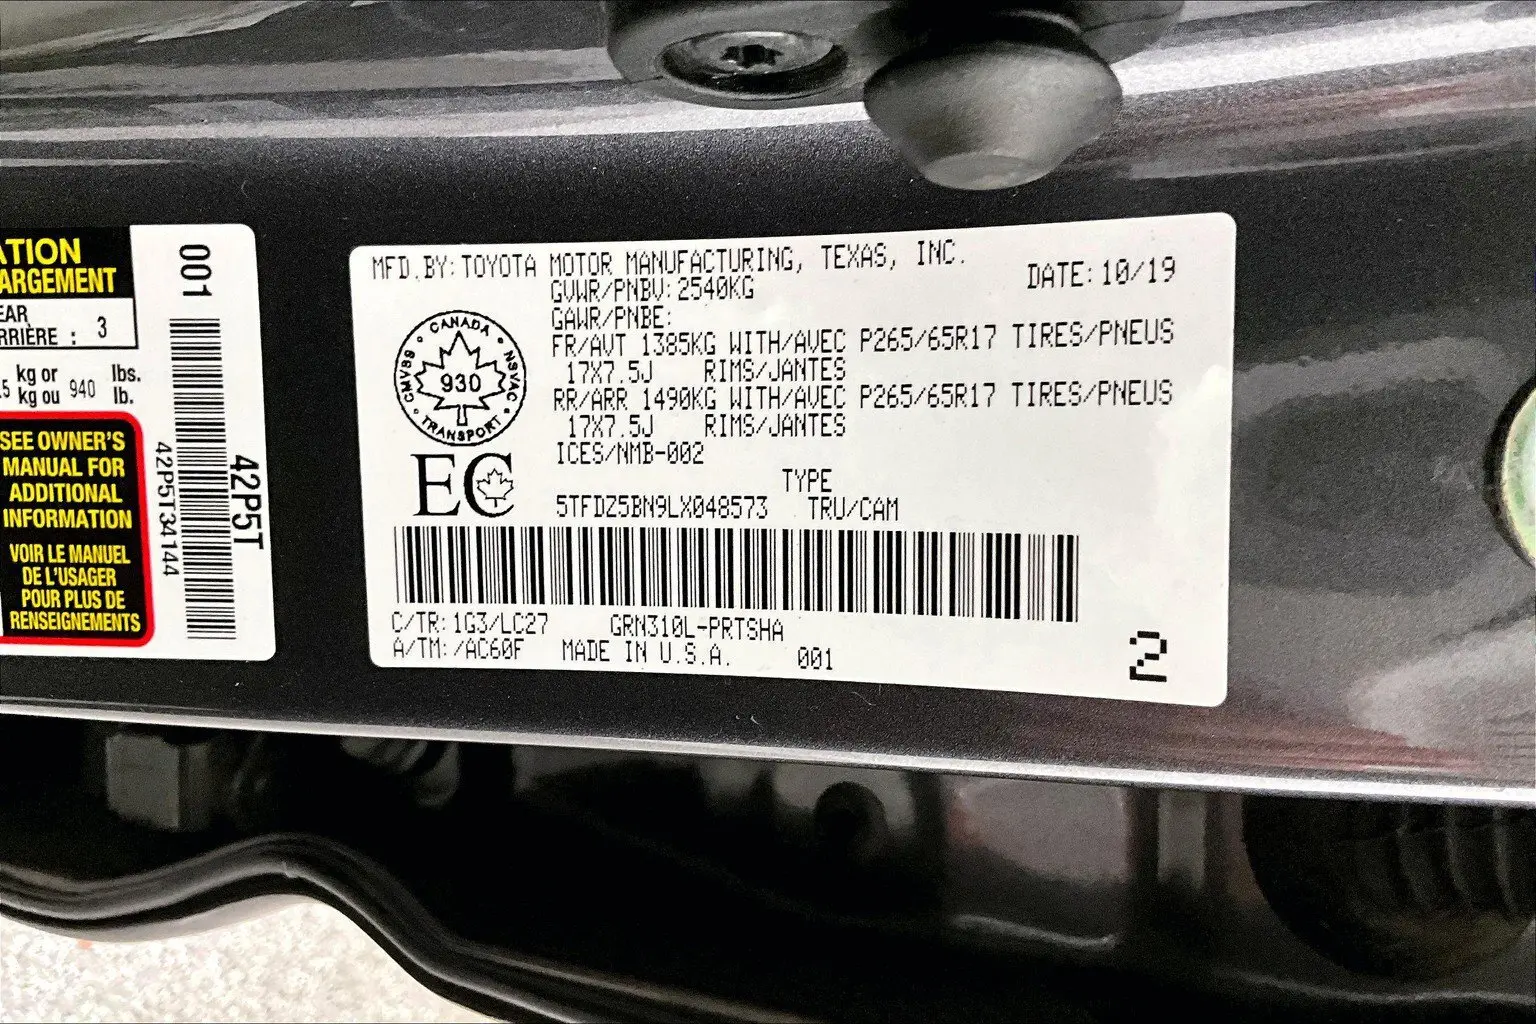 ATION
ARGEMENT
EAR
RRIÈRE : 3
kg or lbs.
5 kg ou 940 lb.
SEE OWNER'S
MANUAL FOR
ADDITIONAL
INFORMATION
VOIR LE MANUEL
DE L'USAGER
POUR PLUS DE
RENSEIGNEMENTS
001
42P5T34144
42P5T
MFD.BY:TOYOTA MOTOR MANUFACTURING, TEXAS, INC.
DATE:10/19
GVWR/PNBV:2540KG
GAWR/PNBE:
FR/AVT 1385KG WITH/AVEC P265/65R17 TIRES/PNEUS
17X7.5J RIMS/JANTES
RR/ARR 1490KG WITH/AVEC P265/65R17 TIRES/PNEUS
17X7.5J RIMS/JANTES
ICES/NMB-002
CANADA
CMVSS
930
NSVAC
TRANSPORT
EC
TYPE
5TFDZ5BN9LX048573 TRU/CAM
C/TR:1G3/LC27 GRN310L-PRTSHA
A/TM:/AC60F MADE IN U.S.A. 001
2